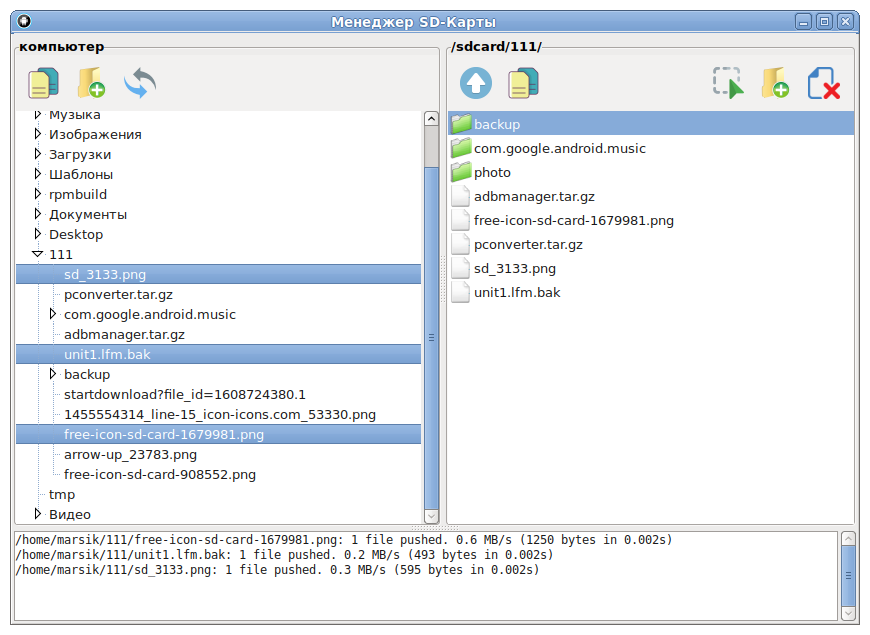 Менеджер SD-Карты
компьютер
Музыка
Изображения
Загрузки
Шаблоны
rpmbuild
Документы
Desktop
111
sd_3133.png
pconverter.tar.gz
com.google.android.music
adbmanager.tar.gz
unit1.lfm.bak
backup
startdownload?file_id=1608724380.1
1455554314_line-15_icon-icons.com_53330.png
free-icon-sd-card-1679981.png
arrow-up_23783.png
free-icon-sd-card-908552.png
tmp
Видео
/sdcard/111/
backup
com.google.android.music
photo
adbmanager.tar.gz
free-icon-sd-card-1679981.png
pconverter.tar.gz
sd_3133.png
unit1.lfm.bak
/home/marsik/111/free-icon-sd-card-1679981.png: 1 file pushed. 0.6 MB/s (1250 bytes in 0.002s)
/home/marsik/111/unit1.lfm.bak: 1 file pushed. 0.2 MB/s (493 bytes in 0.002s)
/home/marsik/111/sd_3133.png: 1 file pushed. 0.3 MB/s (595 bytes in 0.002s)